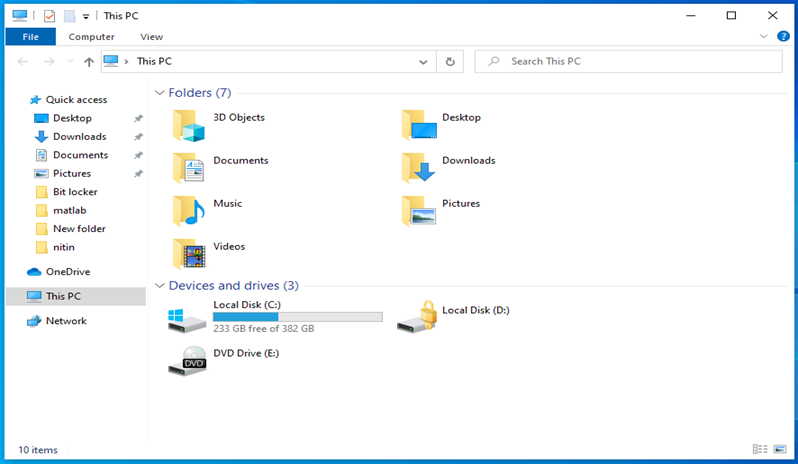 This PC
File Computer View
This PC
Search This PC
Quick access
Desktop
Downloads
Documents
Pictures
Bit locker
matlab
New folder
nitin
OneDrive
This PC
Network
Folders (7)
3D Objects
Desktop
Documents
Downloads
Music
Pictures
Videos
Devices and drives (3)
Local Disk (C:)
233 GB free of 382 GB
Local Disk (D:)
DVD
DVD Drive (E:)
10 items